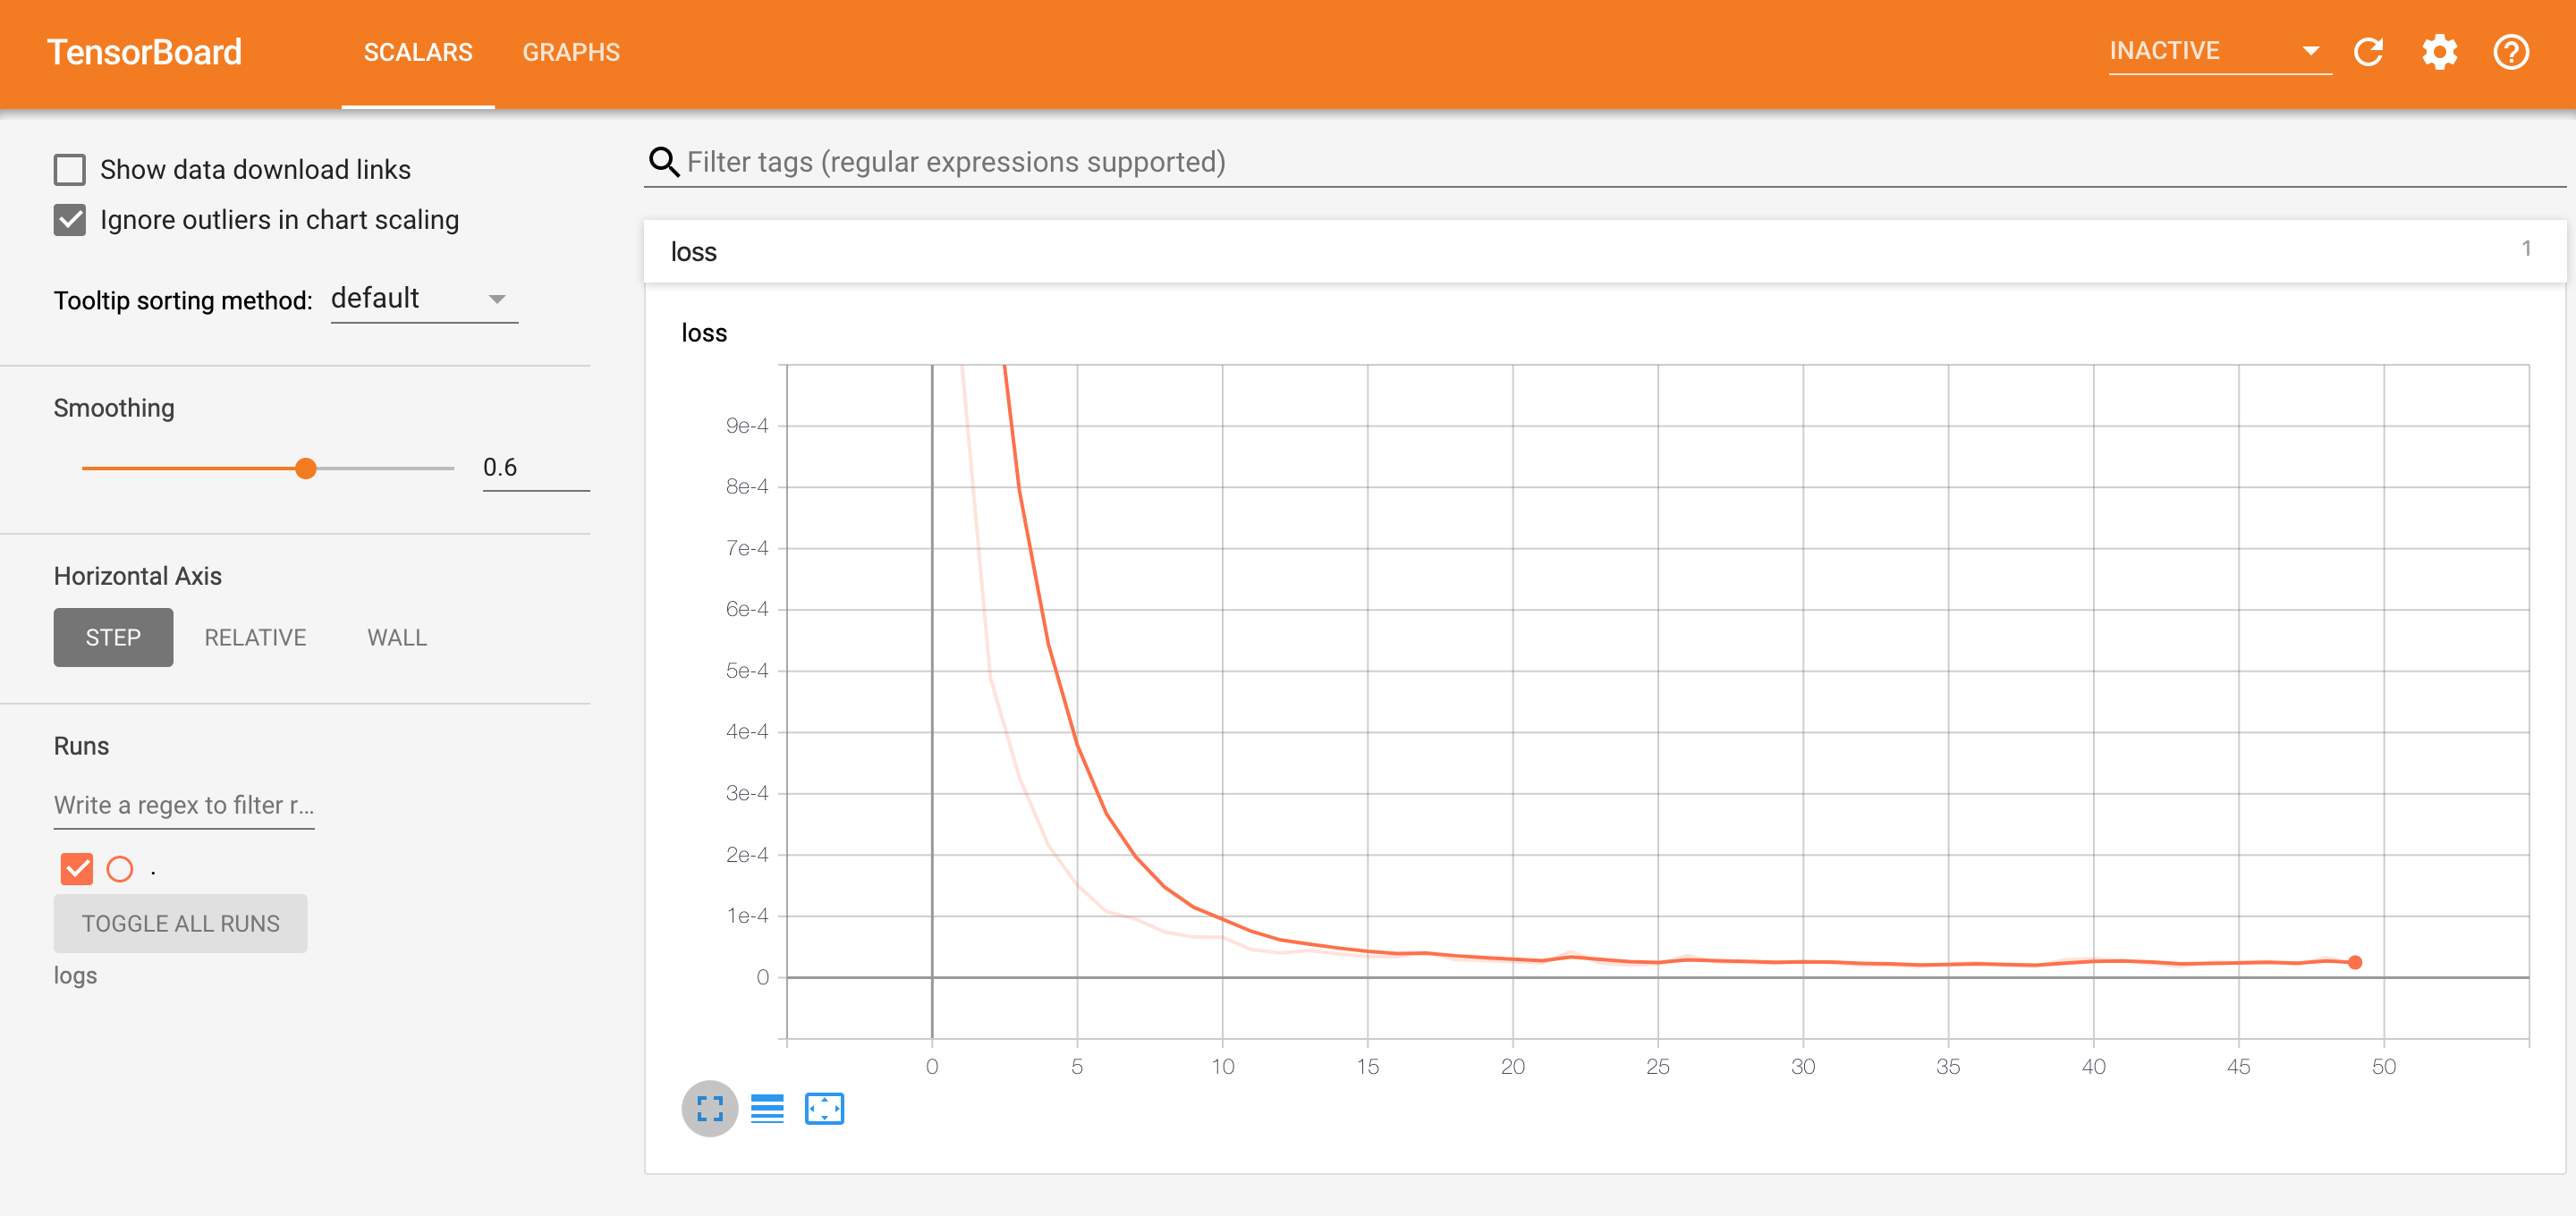 TensorBoard SCALARS GRAPHS INACTIVE
Show data download links
Ignore outliers in chart scaling
Tooltip sorting method: default
Smoothing
0.6
Horizontal Axis
STEP RELATIVE WALL
Runs
Write a regex to filter r...
.
TOGGLE ALL RUNS
logs
Filter tags (regular expressions supported)
loss 1
loss
9e-4
8e-4
7e-4
6e-4
5e-4
4e-4
3e-4
2e-4
1e-4
0
0 5 10 15 20 25 30 35 40 45 50